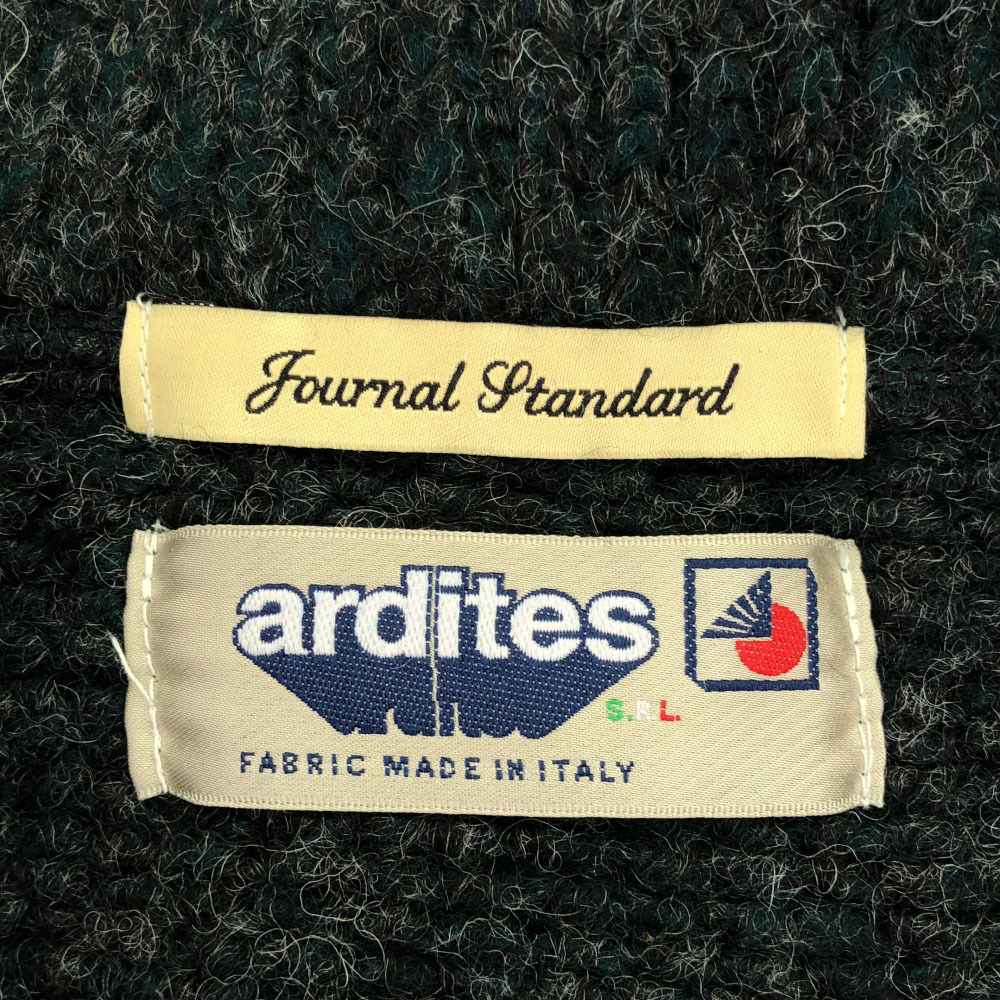 Journal Standard
ardites
S.R.L.
FABRIC MADE IN ITALY